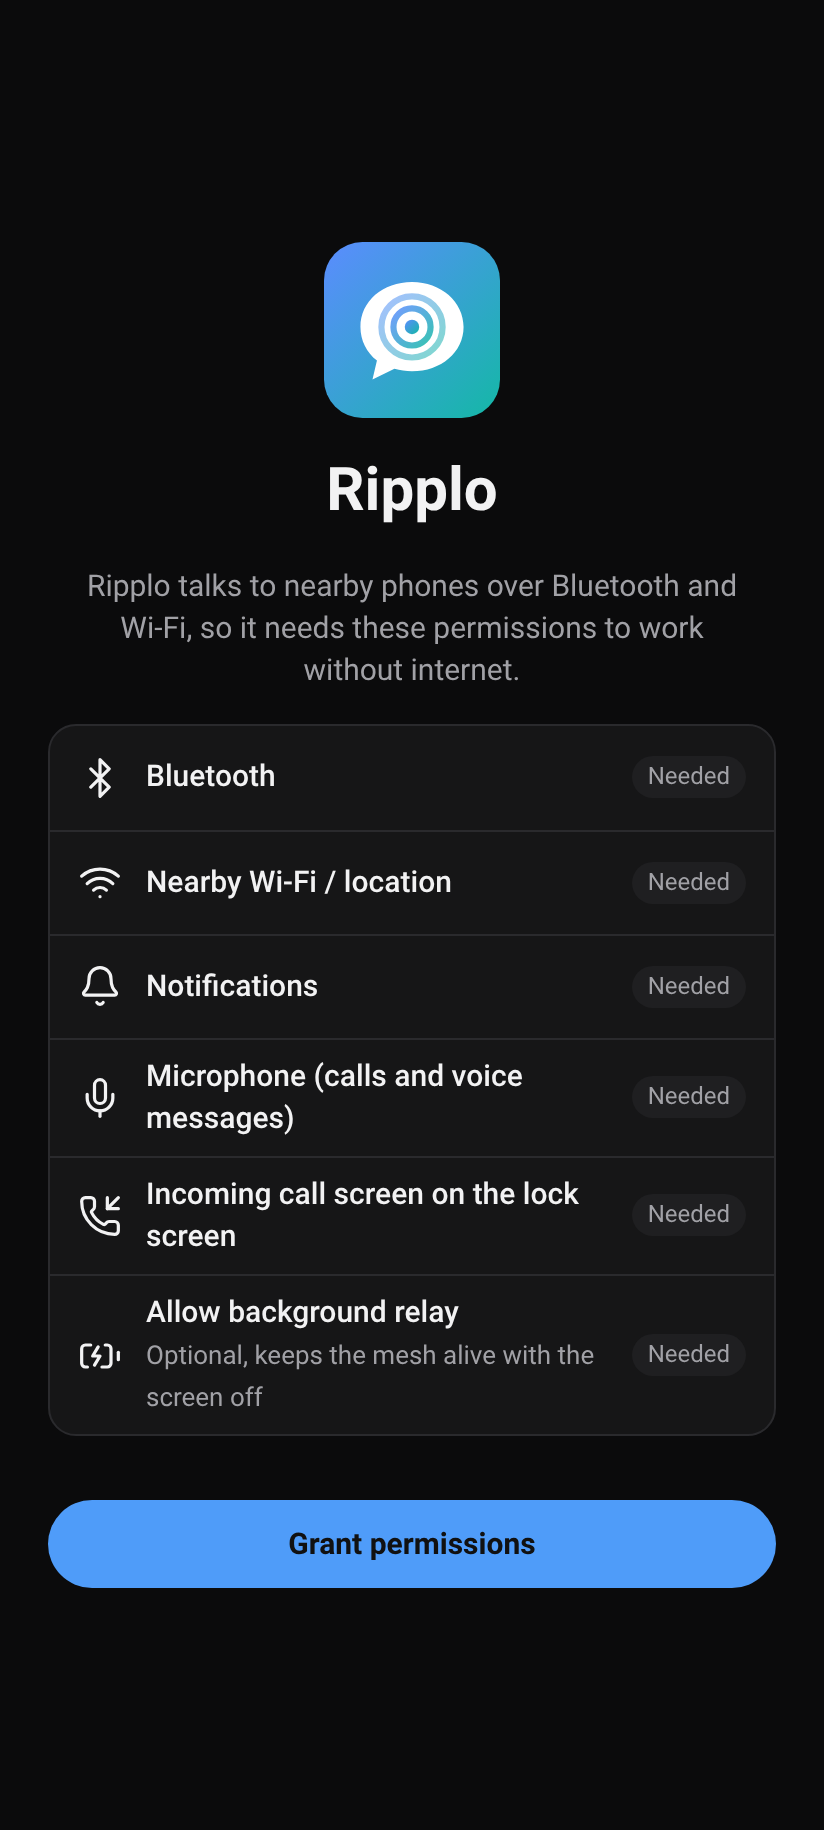 Ripplo
Ripplo talks to nearby phones over Bluetooth and
Wi-Fi, so it needs these permissions to work
without internet.
Bluetooth
Needed
Nearby Wi-Fi / location
Needed
Notifications
Needed
Microphone (calls and voice
messages)
Needed
Incoming call screen on the lock
screen
Needed
Allow background relay
Optional, keeps the mesh alive with the
screen off
Needed
Grant permissions